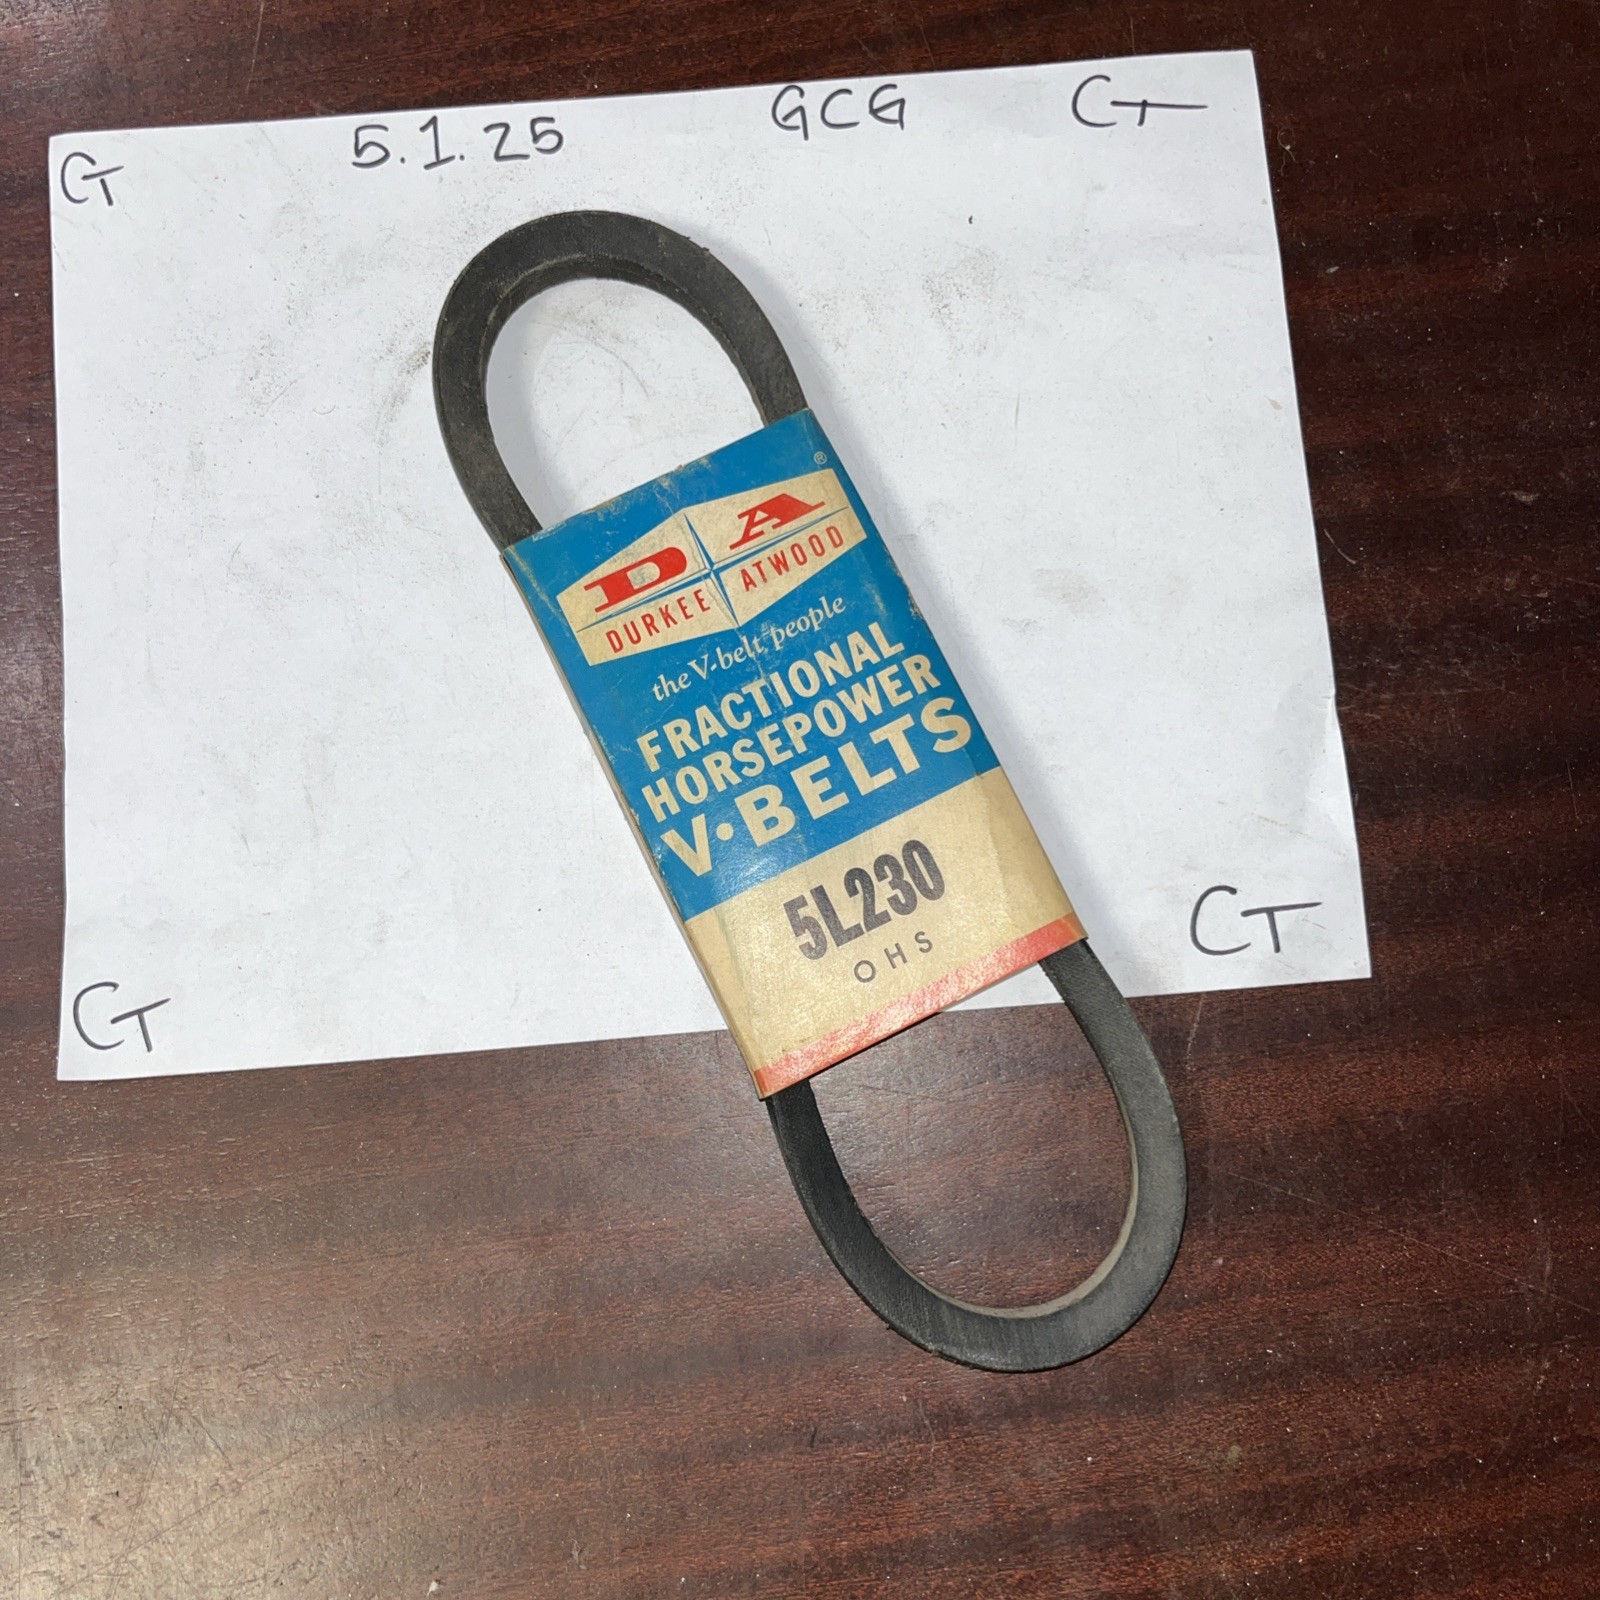 CT 5.1.25 GCG CT
®
D A
DURKEE ATWOOD
the V-belt people
FRACTIONAL
HORSEPOWER
V·BELTS
5L230
OHS
CT
CT